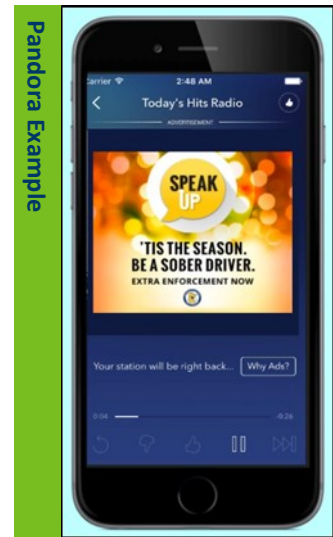 Pandora Example
Carrier 2:48 AM
Today's Hits Radio
ADVERTISEMENT
SPEAK
UP
'TIS THE SEASON.
BE A SOBER DRIVER.
EXTRA ENFORCEMENT NOW
Your station will be right back... Why Ads?
0:04 -0:26